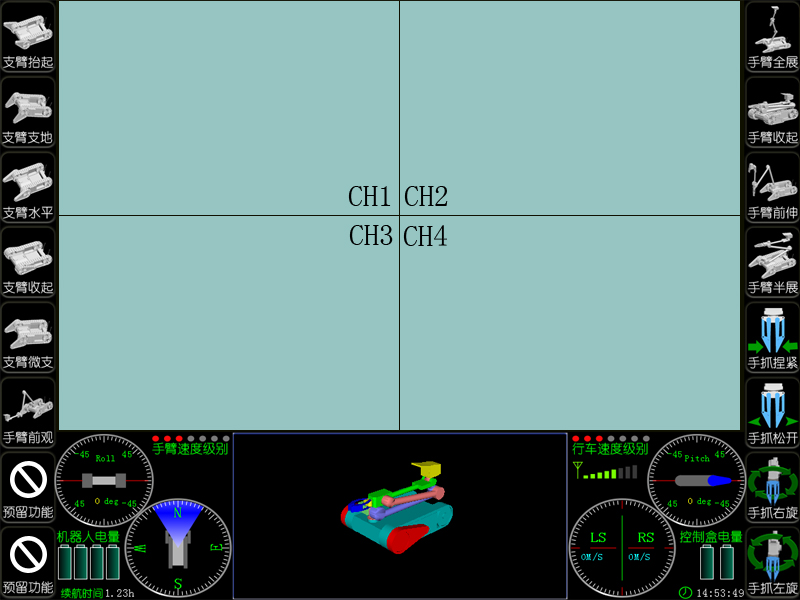 支臂抬起
支臂支地
支臂水平
支臂收起
支臂微支
手臂前观
预留功能
预留功能
CH1
CH2
CH3
CH4
手臂全展
手臂收起
手臂前伸
手臂半展
手抓捏紧
手抓松开
手抓右旋
手抓左旋
手臂速度级别
45 Roll 45
-45 0 deg -45
机器人电量
续航时间1.23h
N
W
E
S
行车速度级别
45 Pitch 45
-45 0 deg -45
LS RS
0M/S 0M/S
控制盒电量
14:53:49